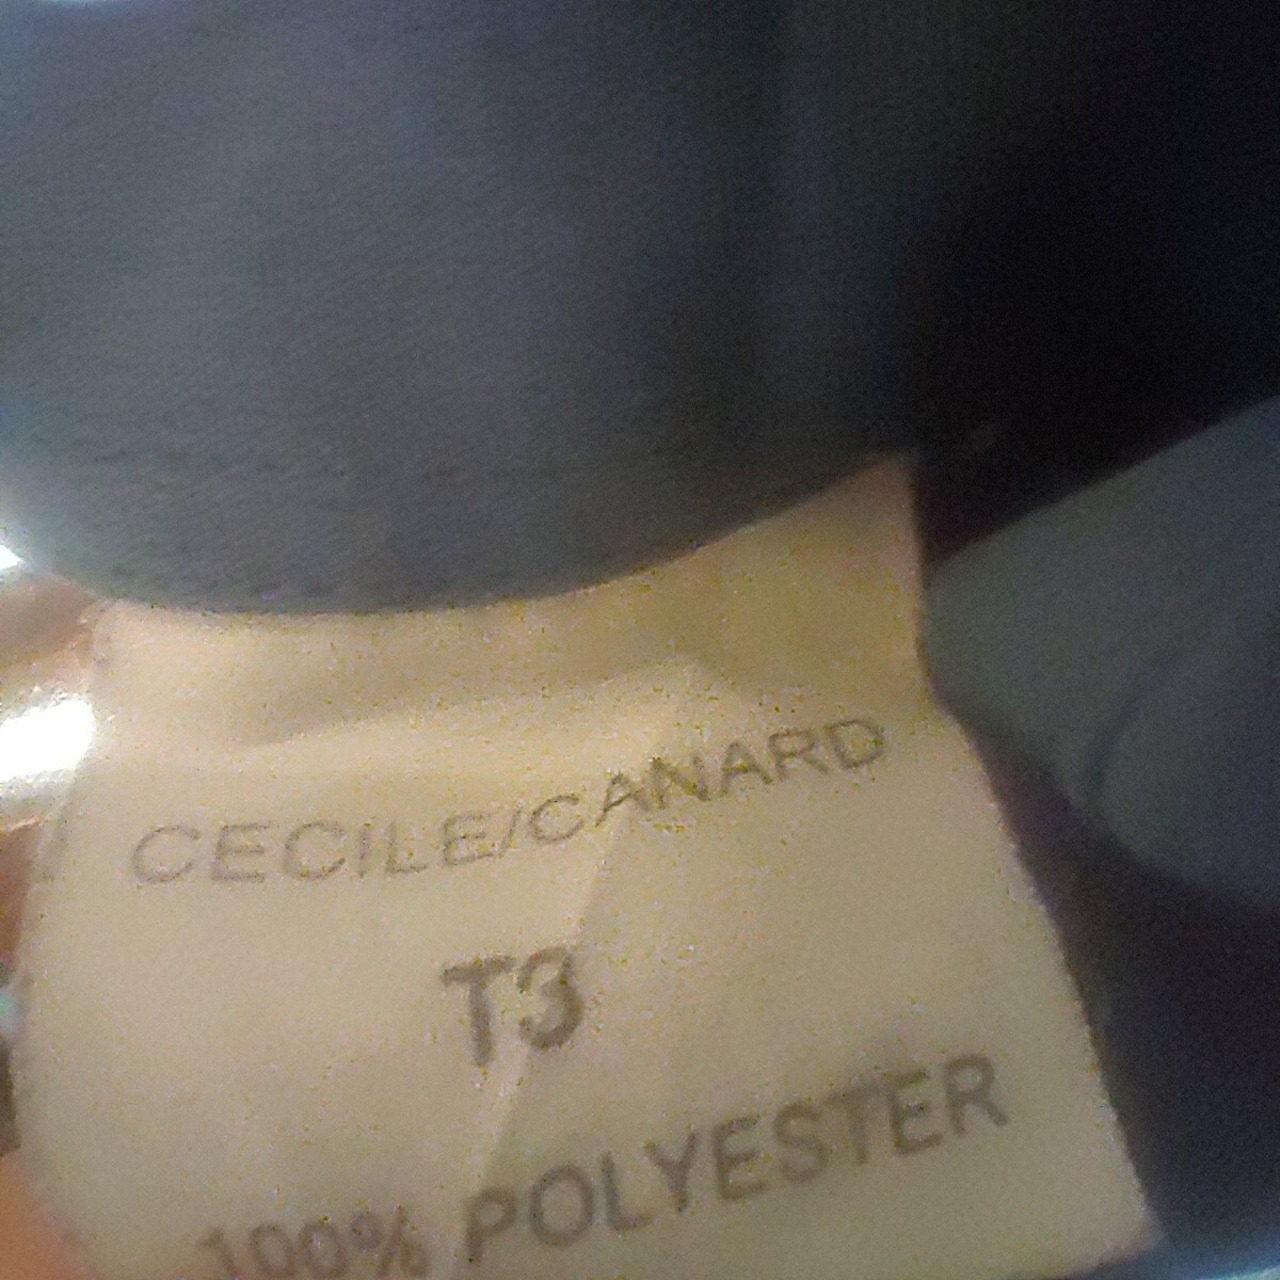 CECILE/CANARD
T3
100% POLYESTER